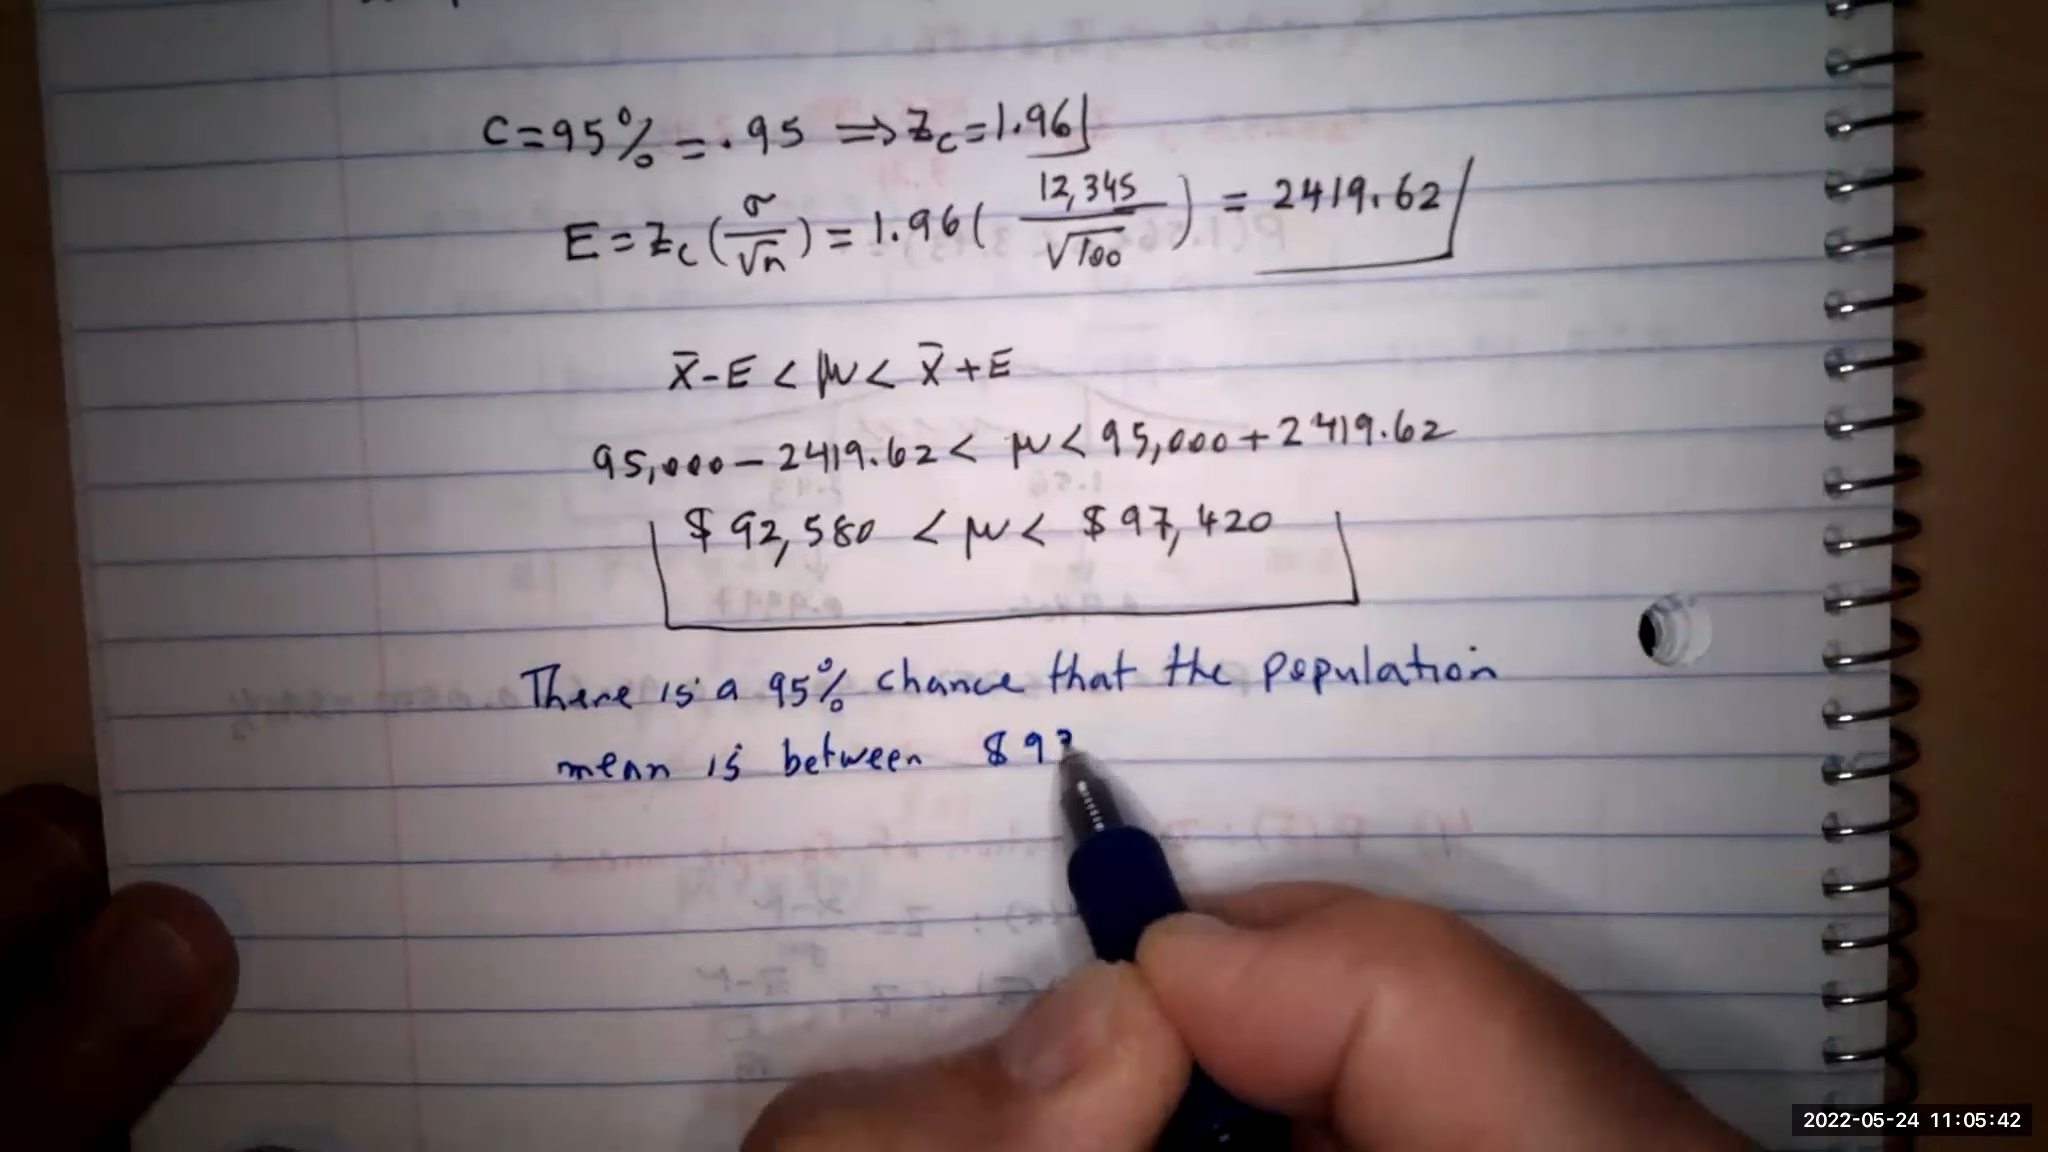 C = 95% = .95 ⟹ Zc = 1.96
E = Zc (σ/√n) = 1.96 ( 12,345/√100 ) = 2419.62
x̄ - E < μ < x̄ + E
95,000 - 2419.62 < μ < 95,000 + 2419.62
$ 92,580 < μ < $ 97,420
There is a 95% chance that the population
mean is between $ 9
2022-05-24 11:05:42